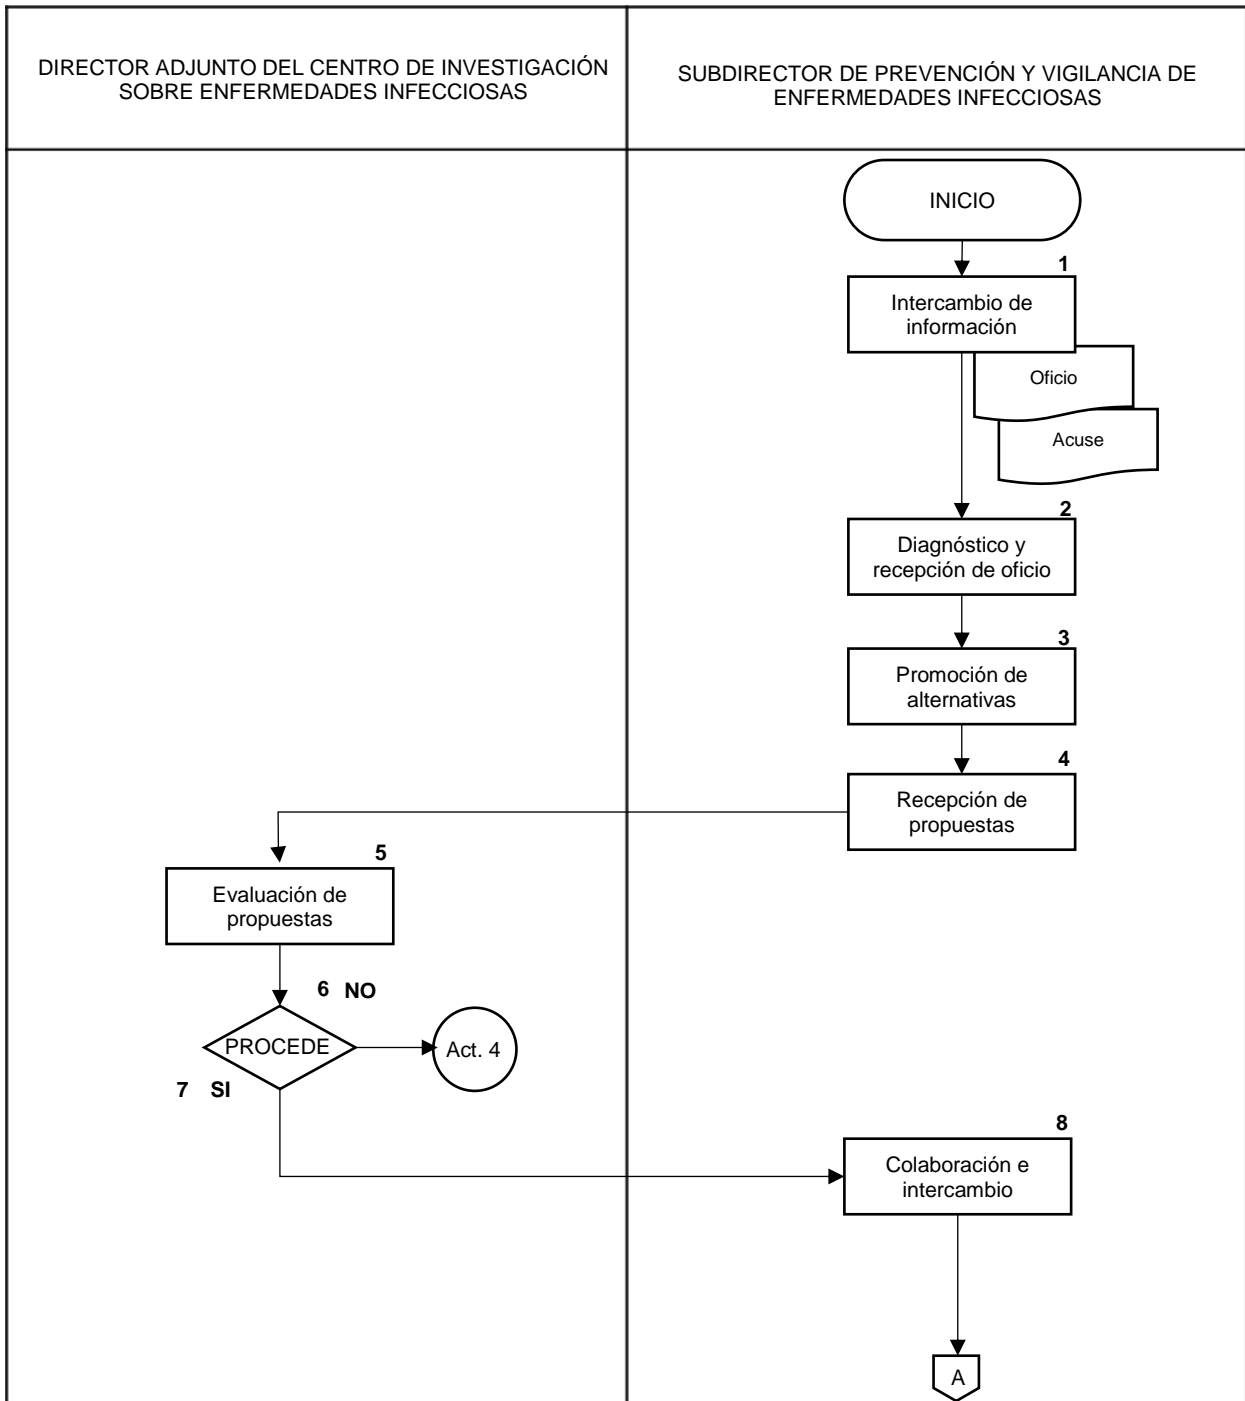 DIRECTOR ADJUNTO DEL CENTRO DE INVESTIGACIÓN
SOBRE ENFERMEDADES INFECCIOSAS
SUBDIRECTOR DE PREVENCIÓN Y VIGILANCIA DE
ENFERMEDADES INFECCIOSAS
INICIO
1
Intercambio de
información
Oficio
Acuse
2
Diagnóstico y
recepción de oficio
3
Promoción de
alternativas
4
Recepción de
propuestas
5
Evaluación de
propuestas
6 NO
PROCEDE
Act. 4
7 SI
8
Colaboración e
intercambio
A